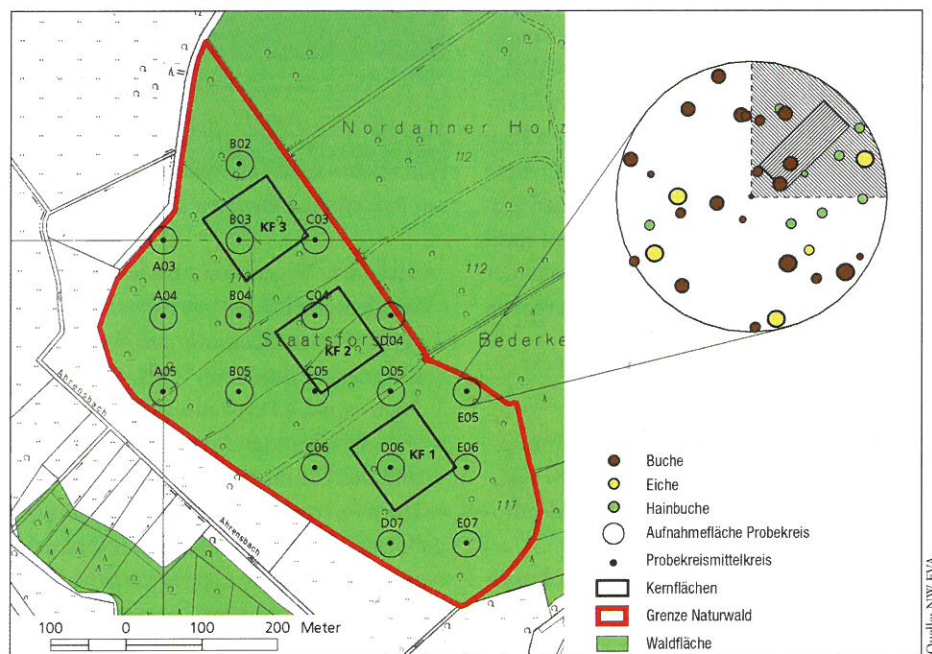 Nordahner Holz
112
B02
KF 3
B03
C03
A03
112
A04
B04
C04
Staatsforst
Bederke
KF 2
D04
A05
B05
C05
D05
E05
Ahrensbach
C06
D06
KF 1
E06
111
D07
E07
Ahrensbach
100 0 100 200 Meter
Buche
Eiche
Hainbuche
Aufnahmefläche Probekreis
Probekreismittelkreis
Kernflächen
Grenze Naturwald
Waldfläche
Quelle: NW-FVA